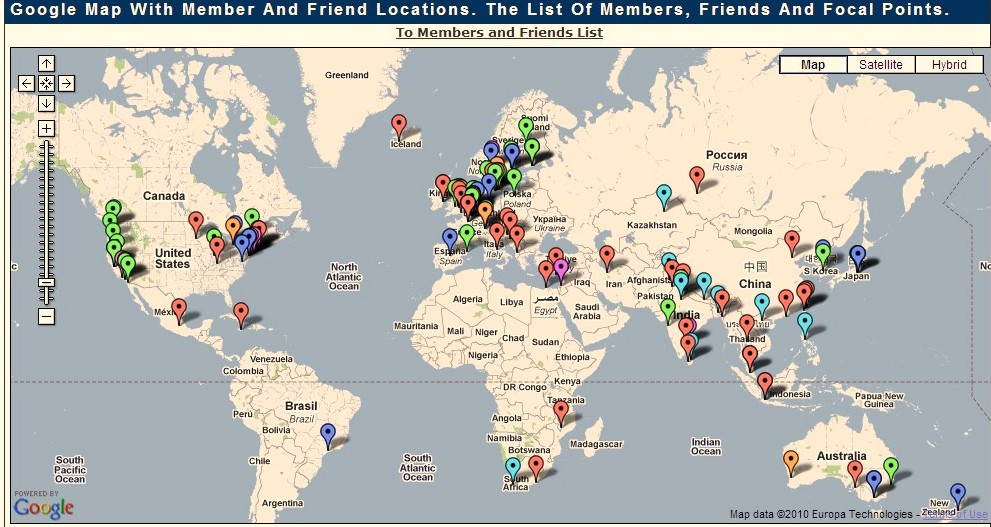 Google Map With Member And Friend Locations. The List Of Members, Friends And Focal Points.
To Members and Friends List
Map
Satellite
Hybrid
Greenland
Iceland
Suomi
Sverige
Россия
Russia
Canada
Polska
Poland
Україна
Ukraine
Kazakhstan
Mongolia
United
States
España
Spain
Italia
Italy
中国
China
S Korea
Japan
North
Atlantic
Ocean
Iraq
Iran
Afghanistan
Pakistan
Algeria
Libya
مصر
Egypt
Saudi
Arabia
India
Méxi
Mauritania
Mali
Niger
Chad
Sudan
Thailand
Nigeria
Ethiopia
Venezuela
Colombia
DR Congo
Kenya
Tanzania
Indonesia
Papua New
Guinea
Brasil
Brazil
Perú
Bolivia
Angola
Namibia
Botswana
Madagascar
Chile
South
Pacific
Ocean
South
Atlantic
Ocean
Indian
Ocean
South
Africa
Australia
Argentina
New
Zealand
POWERED BY
Google
Map data ©2010 Europa Technologies - Terms of Use